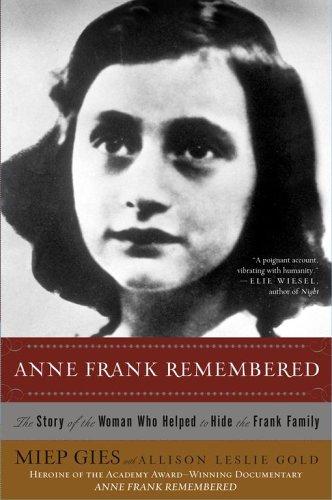 "A poignant account,
vibrating with humanity."
—ELIE WIESEL,
author of Night
ANNE FRANK REMEMBERED
The Story of the Woman Who Helped to Hide the Frank Family
MIEP GIES with ALLISON LESLIE GOLD
HEROINE OF THE ACADEMY AWARD–WINNING DOCUMENTARY
ANNE FRANK REMEMBERED